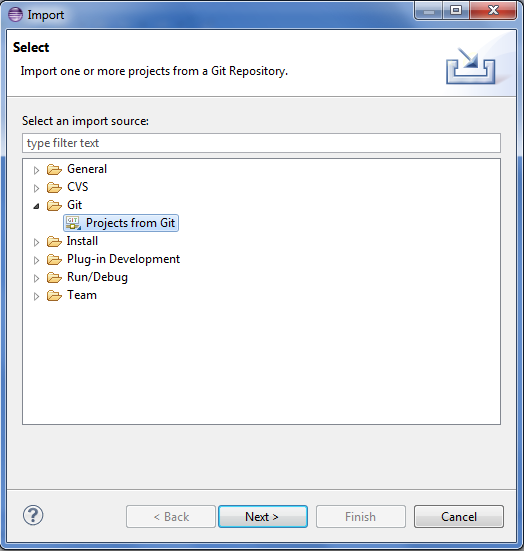 Import
Select
Import one or more projects from a Git Repository.
Select an import source:
type filter text
General
CVS
Git
GIT Projects from Git
Install
Plug-in Development
Run/Debug
Team
? < Back Next > Finish Cancel